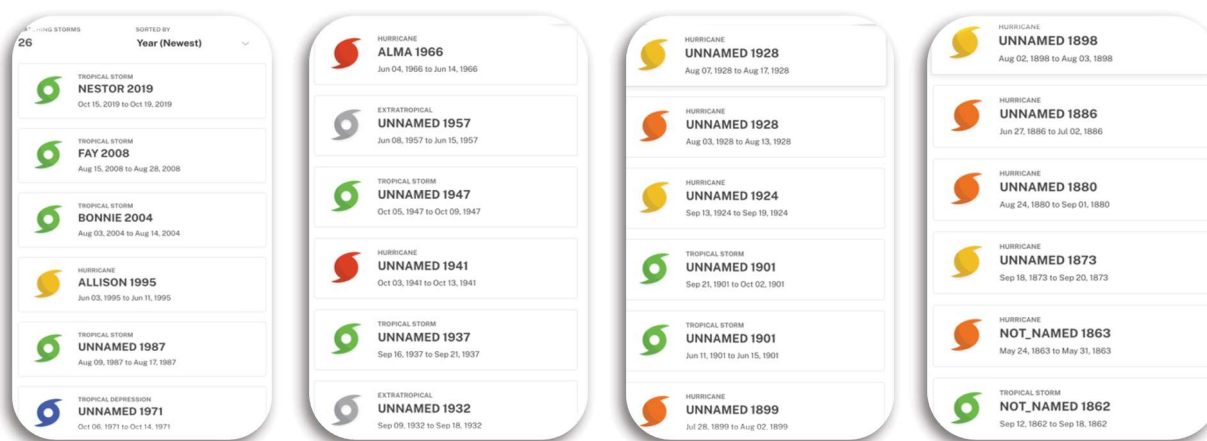 MATCHING STORMS
SORTED BY
26
Year (Newest)
TROPICAL STORM
NESTOR 2019
Oct 15, 2019 to Oct 19, 2019
TROPICAL STORM
FAY 2008
Aug 15, 2008 to Aug 28, 2008
TROPICAL STORM
BONNIE 2004
Aug 03, 2004 to Aug 14, 2004
HURRICANE
ALLISON 1995
Jun 03, 1995 to Jun 11, 1995
TROPICAL STORM
UNNAMED 1987
Aug 09, 1987 to Aug 17, 1987
TROPICAL DEPRESSION
UNNAMED 1971
Oct 06, 1971 to Oct 14, 1971
HURRICANE
ALMA 1966
Jun 04, 1966 to Jun 14, 1966
EXTRATROPICAL
UNNAMED 1957
Jun 08, 1957 to Jun 15, 1957
TROPICAL STORM
UNNAMED 1947
Oct 05, 1947 to Oct 09, 1947
HURRICANE
UNNAMED 1941
Oct 03, 1941 to Oct 13, 1941
TROPICAL STORM
UNNAMED 1937
Sep 16, 1937 to Sep 21, 1937
EXTRATROPICAL
UNNAMED 1932
Sep 09, 1932 to Sep 18, 1932
HURRICANE
UNNAMED 1928
Aug 07, 1928 to Aug 17, 1928
HURRICANE
UNNAMED 1928
Aug 03, 1928 to Aug 13, 1928
HURRICANE
UNNAMED 1924
Sep 13, 1924 to Sep 19, 1924
TROPICAL STORM
UNNAMED 1901
Sep 21, 1901 to Oct 02, 1901
TROPICAL STORM
UNNAMED 1901
Jun 11, 1901 to Jun 15, 1901
HURRICANE
UNNAMED 1899
Jul 28, 1899 to Aug 02, 1899
HURRICANE
UNNAMED 1898
Aug 02, 1898 to Aug 03, 1898
HURRICANE
UNNAMED 1886
Jun 27, 1886 to Jul 02, 1886
HURRICANE
UNNAMED 1880
Aug 24, 1880 to Sep 01, 1880
HURRICANE
UNNAMED 1873
Sep 18, 1873 to Sep 20, 1873
HURRICANE
NOT_NAMED 1863
May 24, 1863 to May 31, 1863
TROPICAL STORM
NOT_NAMED 1862
Sep 12, 1862 to Sep 18, 1862